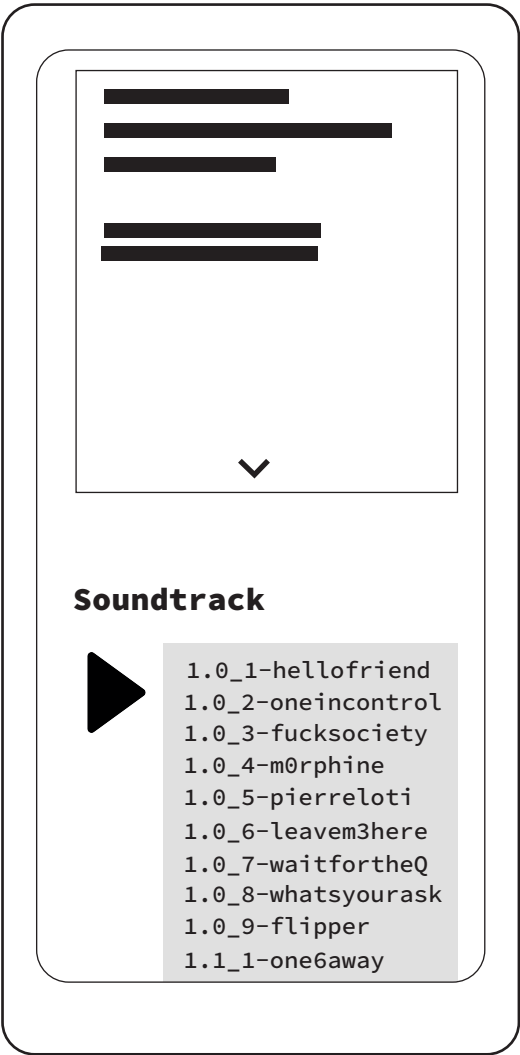 Soundtrack
1.0_1-hellofriend
1.0_2-oneincontrol
1.0_3-fucksociety
1.0_4-m0rphine
1.0_5-pierreloti
1.0_6-leavem3here
1.0_7-waitfortheQ
1.0_8-whatsyourask
1.0_9-flipper
1.1_1-one6away